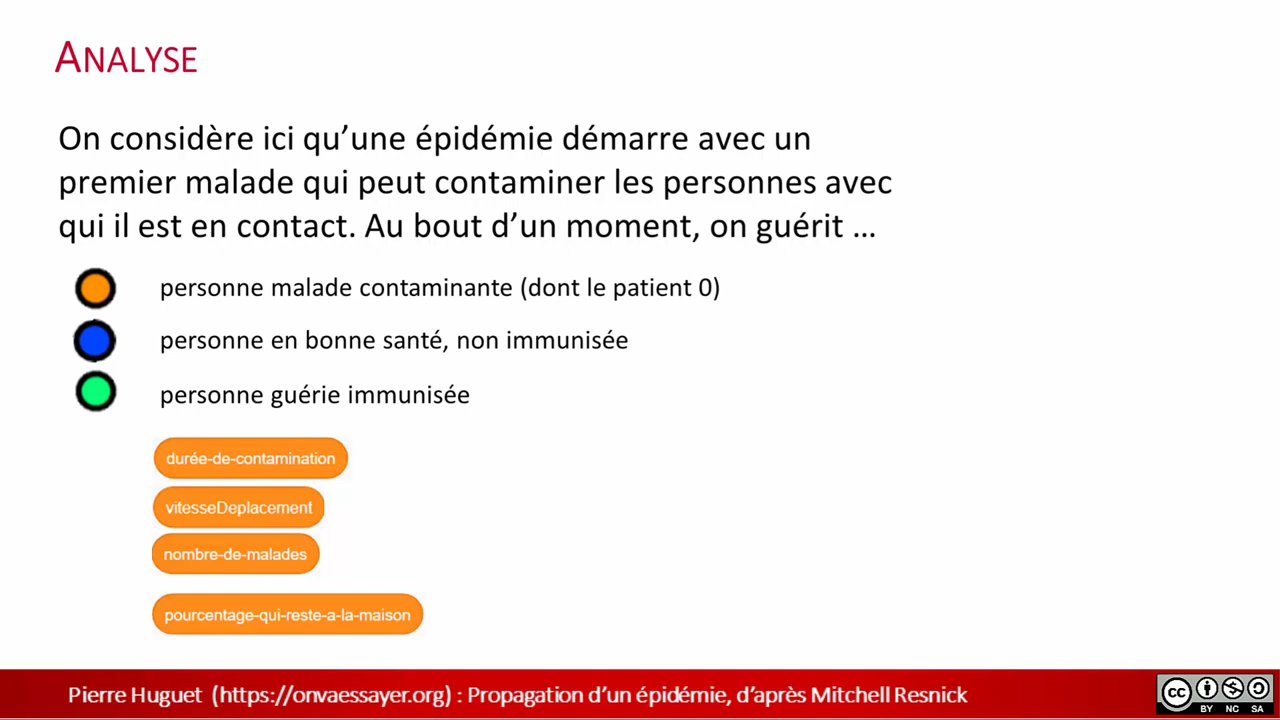 ANALYSE
On considère ici qu’une épidémie démarre avec un
premier malade qui peut contaminer les personnes avec
qui il est en contact. Au bout d’un moment, on guérit …
personne malade contaminante (dont le patient 0)
personne en bonne santé, non immunisée
personne guérie immunisée
durée-de-contamination
vitesseDeplacement
nombre-de-malades
pourcentage-qui-reste-a-la-maison
Pierre Huguet (https://onvaessayer.org) : Propagation d’un épidémie, d’après Mitchell Resnick
cc
BY NC SA